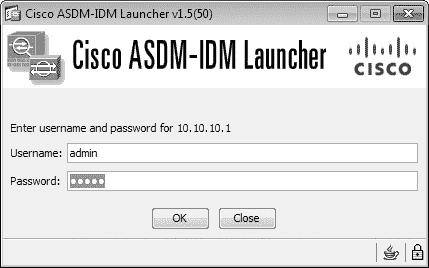 Cisco ASDM-IDM Launcher v1.5(50)
Cisco ASDM-IDM Launcher
CISCO
Enter username and password for 10.10.10.1
Username: admin
Password: •••••
OK Close